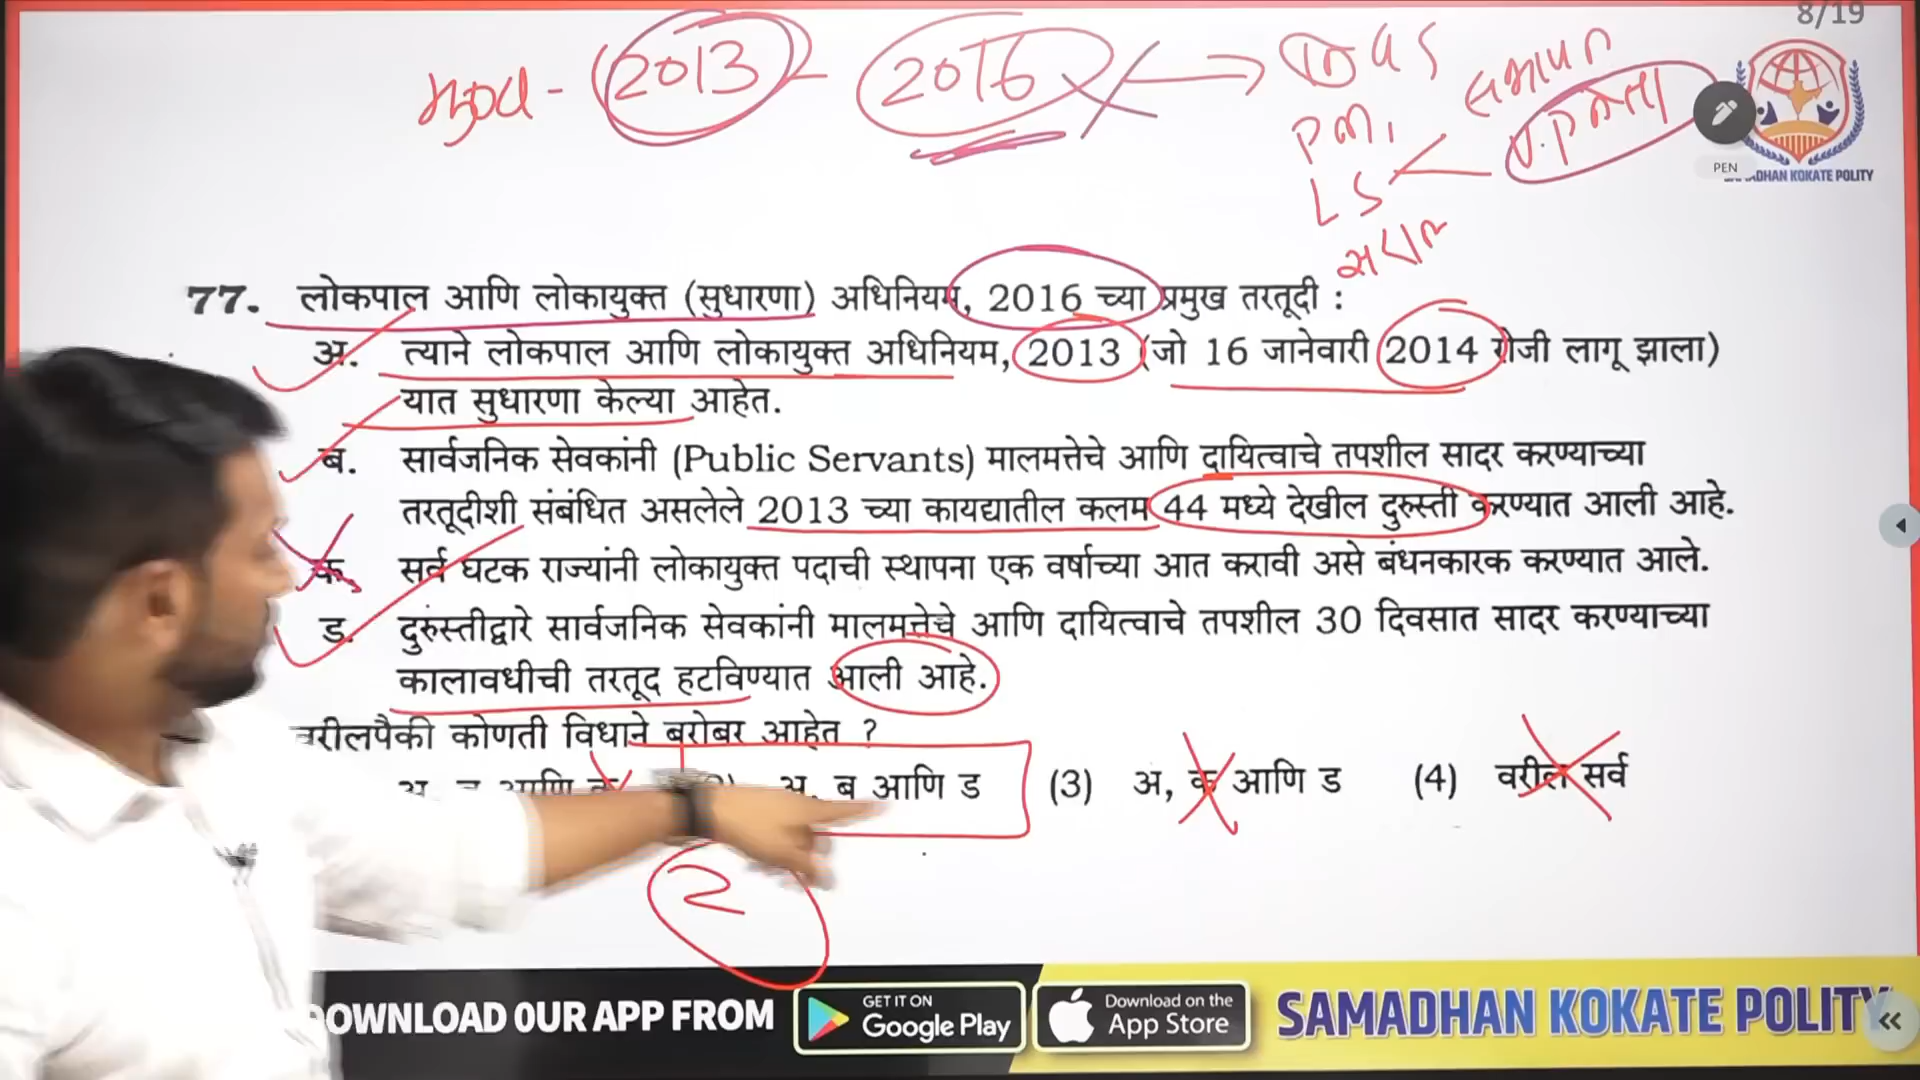 8/19
मूळ - 2013 - 2016
PM.
LS
PEN
SAMADHAN KOKATE POLITY
77. लोकपाल आणि लोकायुक्त (सुधारणा) अधिनियम, 2016 च्या प्रमुख तरतूदी :
अ. त्याने लोकपाल आणि लोकायुक्त अधिनियम, 2013 (जो 16 जानेवारी 2014 रोजी लागू झाला)
यात सुधारणा केल्या आहेत.
ब. सार्वजनिक सेवकांनी (Public Servants) मालमत्तेचे आणि दायित्वाचे तपशील सादर करण्याच्या
तरतूदीशी संबंधित असलेले 2013 च्या कायद्यातील कलम 44 मध्ये देखील दुरुस्ती करण्यात आली आहे.
क. सर्व घटक राज्यांनी लोकायुक्त पदाची स्थापना एक वर्षाच्या आत करावी असे बंधनकारक करण्यात आले.
ड. दुरुस्तीद्वारे सार्वजनिक सेवकांनी मालमत्तेचे आणि दायित्वाचे तपशील 30 दिवसात सादर करण्याच्या
कालावधीची तरतूद हटविण्यात आली आहे.
वरीलपैकी कोणती विधाने बरोबर आहेत ?
आणि क अ, ब आणि ड (3) अ, क आणि ड (4) वरील सर्व
2
DOWNLOAD OUR APP FROM
GET IT ON
Google Play
Download on the
App Store
SAMADHAN KOKATE POLITY